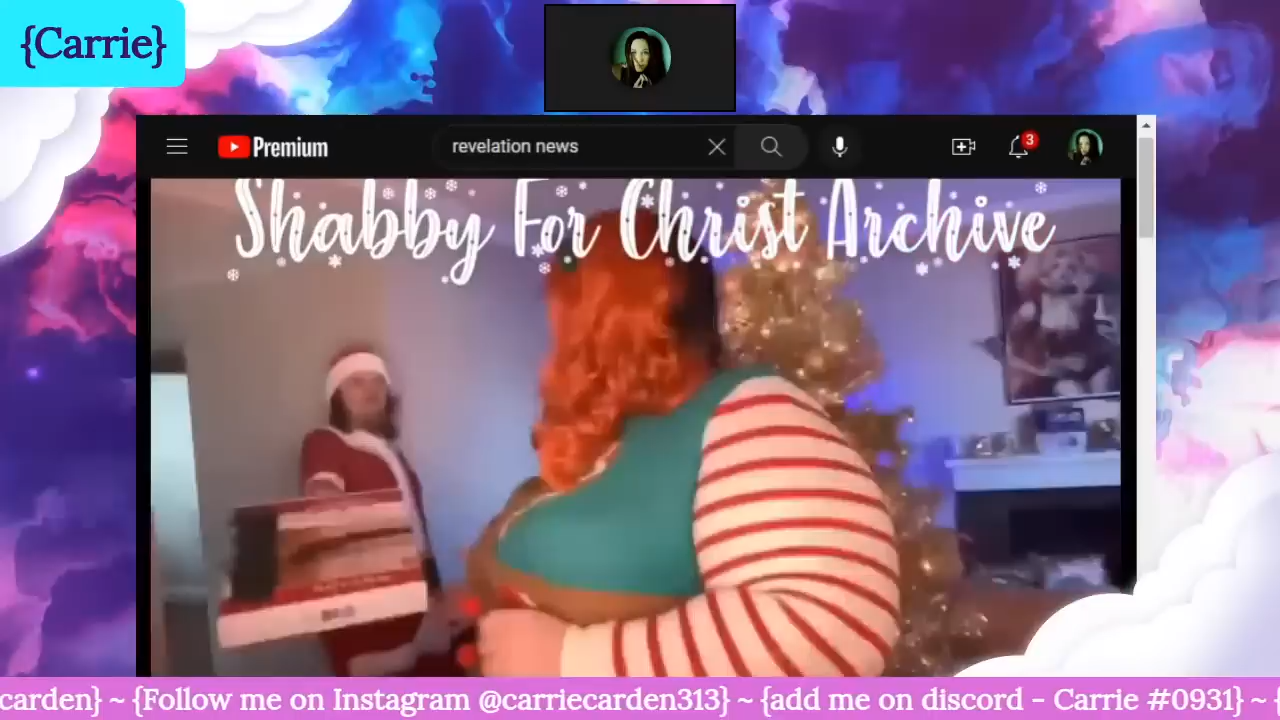 {Carrie}
Premium
revelation news
3
Shabby For Christ Archive
carden} ~ {Follow me on Instagram @carriecarden313} ~ {add me on discord - Carrie #0931} ~ {